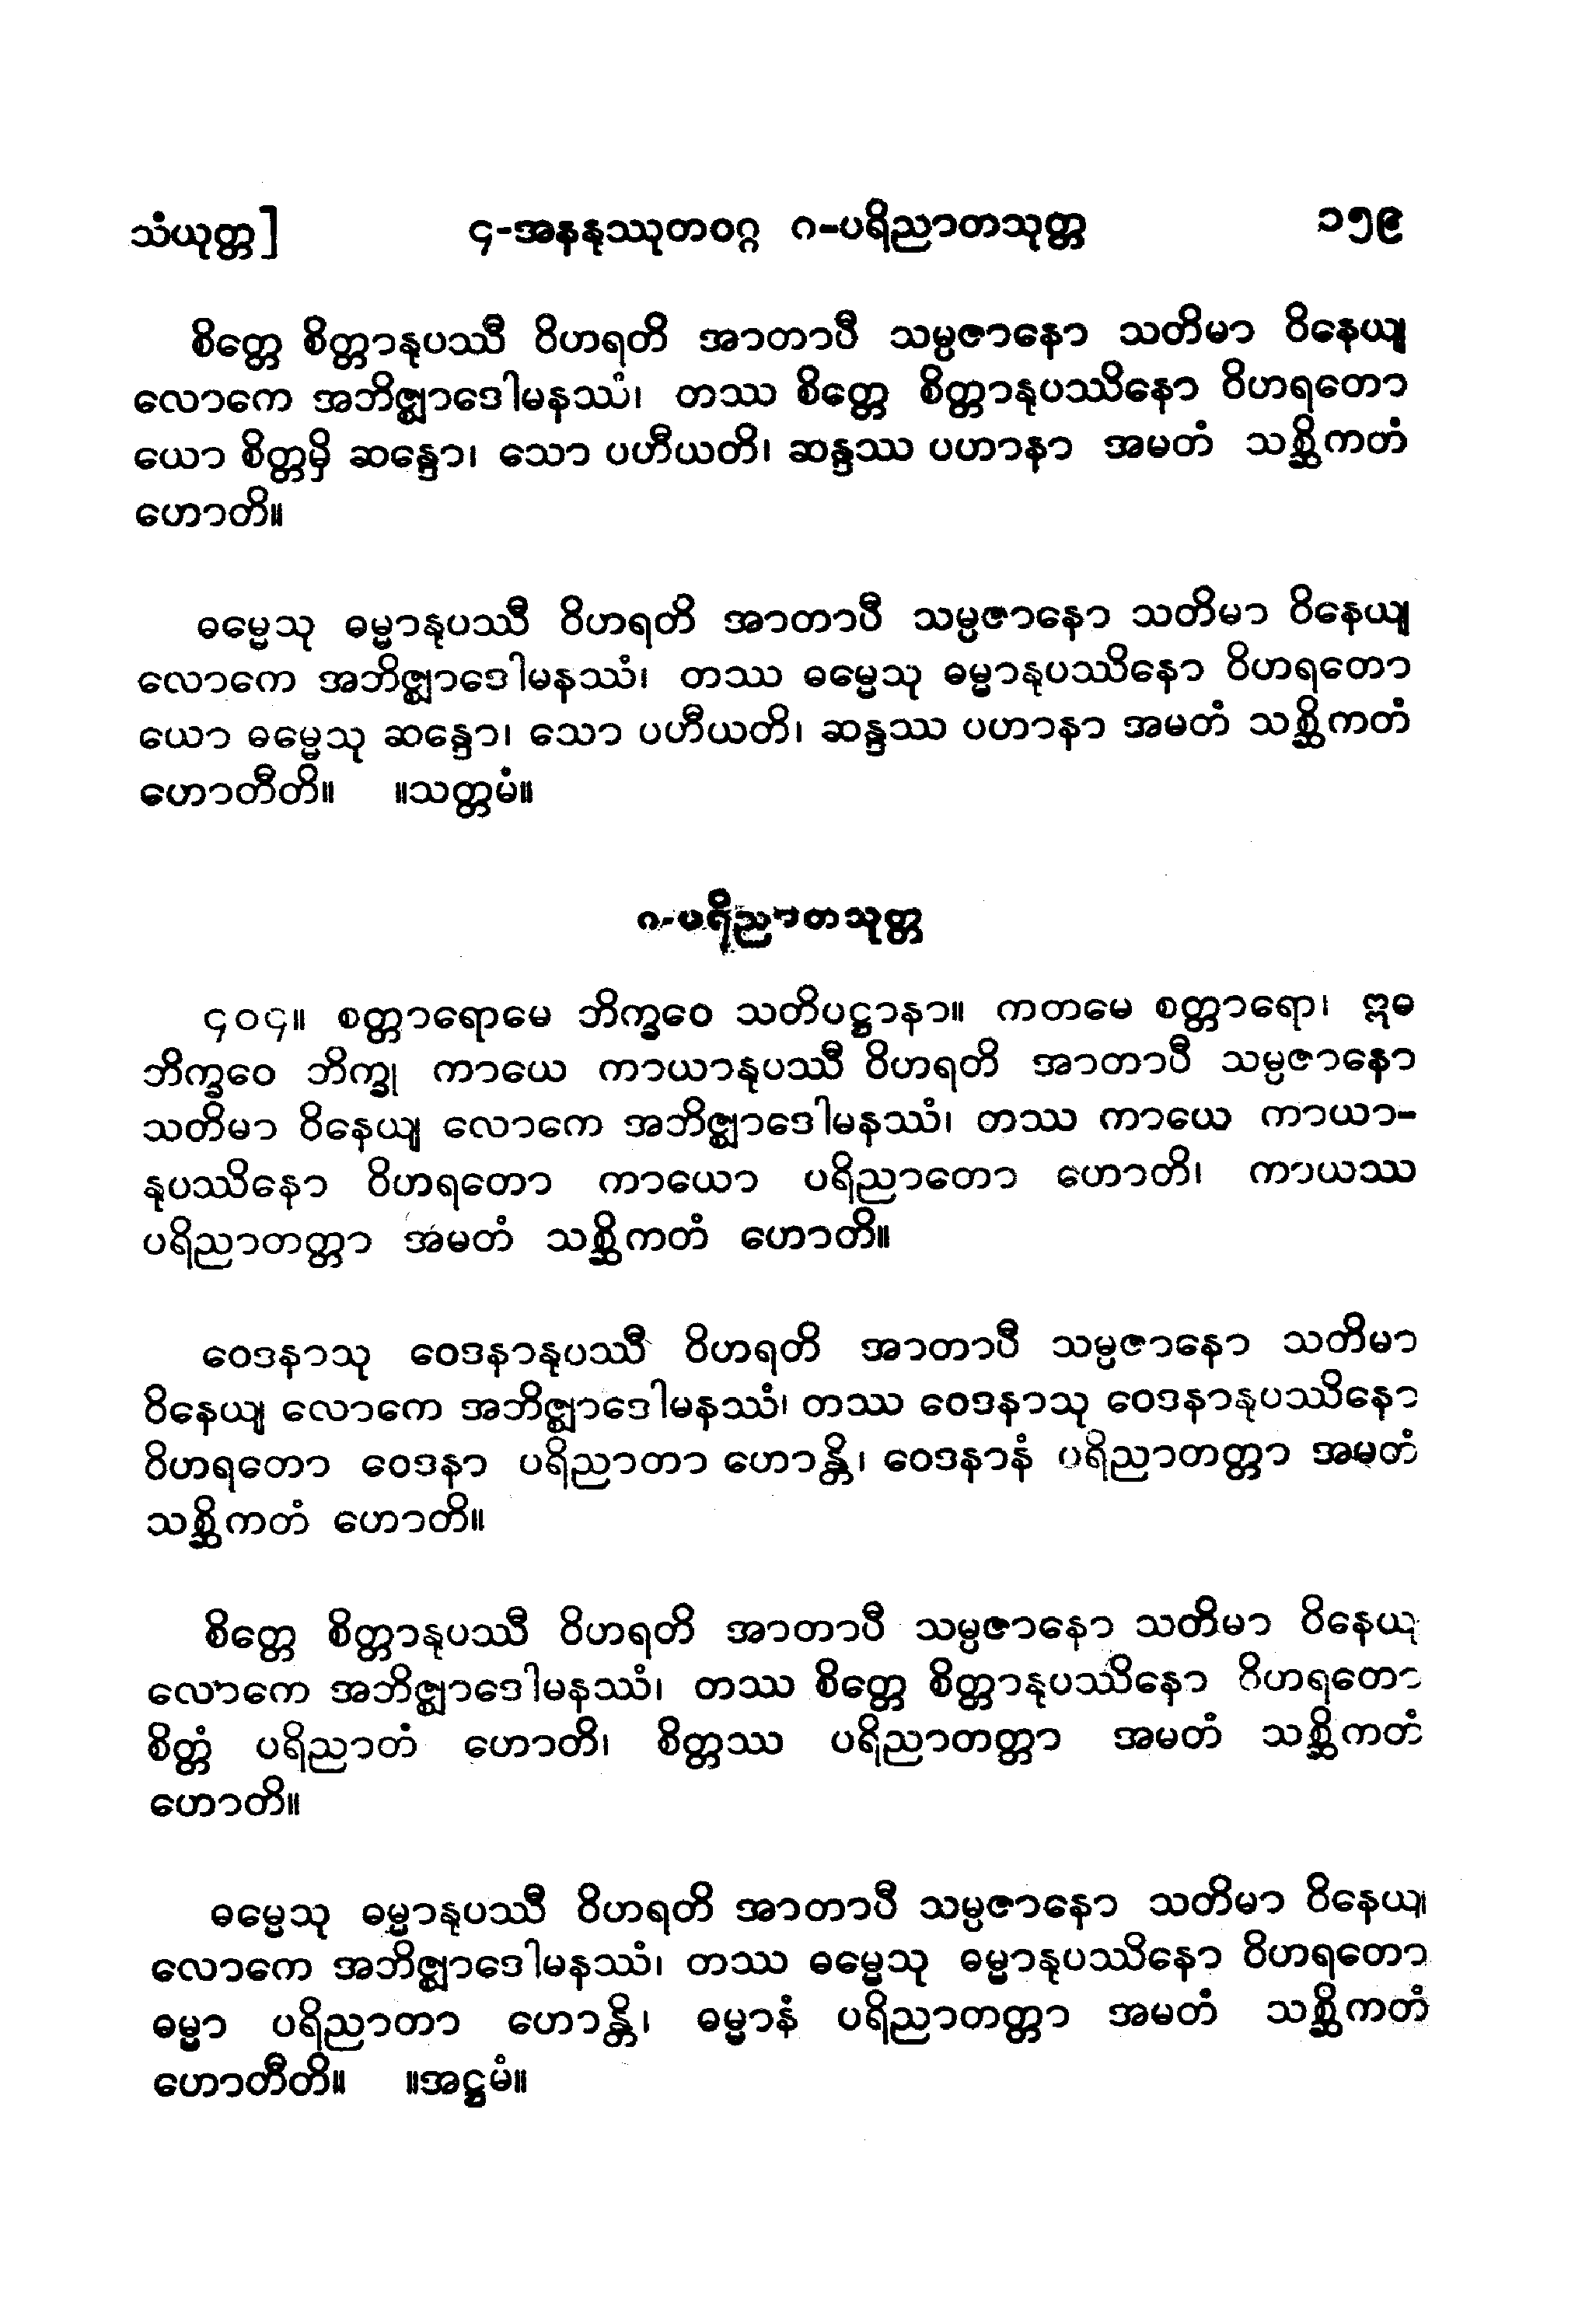 သံယုတ္တ] ၄-အနနုဿုတဝဂ္ဂ ၈-ပရိညာတသုတ္တ ၁၅၉
စိတ္တေ စိတ္တာနုပဿီ ဝိဟရတိ အာတာပီ သမ္ပဇာနော သတိမာ ဝိနေယျ
လောကေ အဘိဇ္ဈာဒေါမနဿံ၊ တဿ စိတ္တေ စိတ္တာနုပဿိနော ဝိဟရတော
ယော စိတ္တမှိ ဆန္ဒော၊ သော ပဟီယတိ၊ ဆန္ဒဿ ပဟာနာ အမတံ သစ္ဆိကတံ
ဟောတိ။
ဓမ္မေသု ဓမ္မာနုပဿီ ဝိဟရတိ အာတာပီ သမ္ပဇာနော သတိမာ ဝိနေယျ
လောကေ အဘိဇ္ဈာဒေါမနဿံ၊ တဿ ဓမ္မေသု ဓမ္မာနုပဿိနော ဝိဟရတော
ယော ဓမ္မေသု ဆန္ဒော၊ သော ပဟီယတိ၊ ဆန္ဒဿ ပဟာနာ အမတံ သစ္ဆိကတံ
ဟောတီတိ။ ။သတ္တမံ။
၈-ပရိညာတသုတ္တ
၄၀၄။ စတ္တာရောမေ ဘိက္ခဝေ သတိပဋ္ဌာနာ။ ကတမေ စတ္တာရော၊ ဣဓ
ဘိက္ခဝေ ဘိက္ခု ကာယေ ကာယာနုပဿီ ဝိဟရတိ အာတာပီ သမ္ပဇာနော
သတိမာ ဝိနေယျ လောကေ အဘိဇ္ဈာဒေါမနဿံ၊ တဿ ကာယေ ကာယာ-
နုပဿိနော ဝိဟရတော ကာယော ပရိညာတော ဟောတိ၊ ကာယဿ
ပရိညာတတ္တာ အမတံ သစ္ဆိကတံ ဟောတိ။
ဝေဒနာသု ဝေဒနာနုပဿီ ဝိဟရတိ အာတာပီ သမ္ပဇာနော သတိမာ
ဝိနေယျ လောကေ အဘိဇ္ဈာဒေါမနဿံ၊ တဿ ဝေဒနာသု ဝေဒနာနုပဿိနော
ဝိဟရတော ဝေဒနာ ပရိညာတာ ဟောန္တိ၊ ဝေဒနာနံ ပရိညာတတ္တာ အမတံ
သစ္ဆိကတံ ဟောတိ။
စိတ္တေ စိတ္တာနုပဿီ ဝိဟရတိ အာတာပီ သမ္ပဇာနော သတိမာ ဝိနေယျ
လောကေ အဘိဇ္ဈာဒေါမနဿံ၊ တဿ စိတ္တေ စိတ္တာနုပဿိနော ဝိဟရတော
စိတ္တံ ပရိညာတံ ဟောတိ၊ စိတ္တဿ ပရိညာတတ္တာ အမတံ သစ္ဆိကတံ
ဟောတိ။
ဓမ္မေသု ဓမ္မာနုပဿီ ဝိဟရတိ အာတာပီ သမ္ပဇာနော သတိမာ ဝိနေယျ
လောကေ အဘိဇ္ဈာဒေါမနဿံ၊ တဿ ဓမ္မေသု ဓမ္မာနုပဿိနော ဝိဟရတော
ဓမ္မာ ပရိညာတာ ဟောန္တိ၊ ဓမ္မာနံ ပရိညာတတ္တာ အမတံ သစ္ဆိကတံ
ဟောတီတိ။ ။အဋ္ဌမံ။